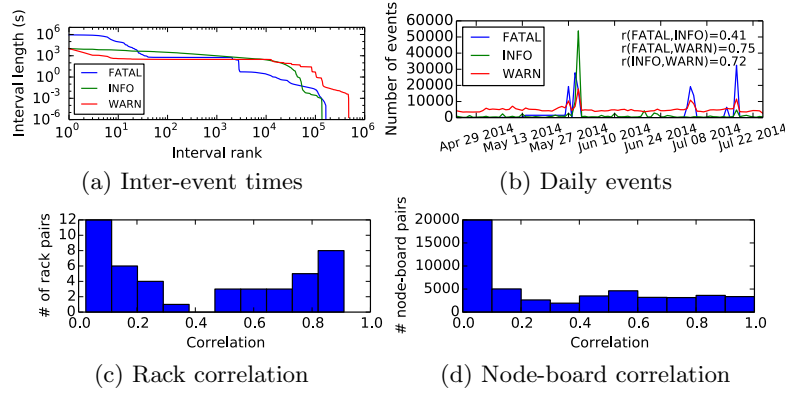 Interval length (s)
10^6
10^3
10^0
10^-3
10^-6
FATAL
INFO
WARN
10^0 10^1 10^2 10^3 10^4 10^5 10^6
Interval rank
(a) Inter-event times
Number of events
60000
50000
40000
30000
20000
10000
0
FATAL
INFO
WARN
r(FATAL,INFO)=0.41
r(FATAL,WARN)=0.75
r(INFO,WARN)=0.72
Apr 29 2014 May 13 2014 May 27 2014 Jun 10 2014 Jun 24 2014 Jul 08 2014 Jul 22 2014
(b) Daily events
# of rack pairs
12
10
8
6
4
2
0
0.0 0.2 0.4 0.6 0.8 1.0
Correlation
(c) Rack correlation
# node-board pairs
20000
15000
10000
5000
0
0.0 0.2 0.4 0.6 0.8 1.0
Correlation
(d) Node-board correlation